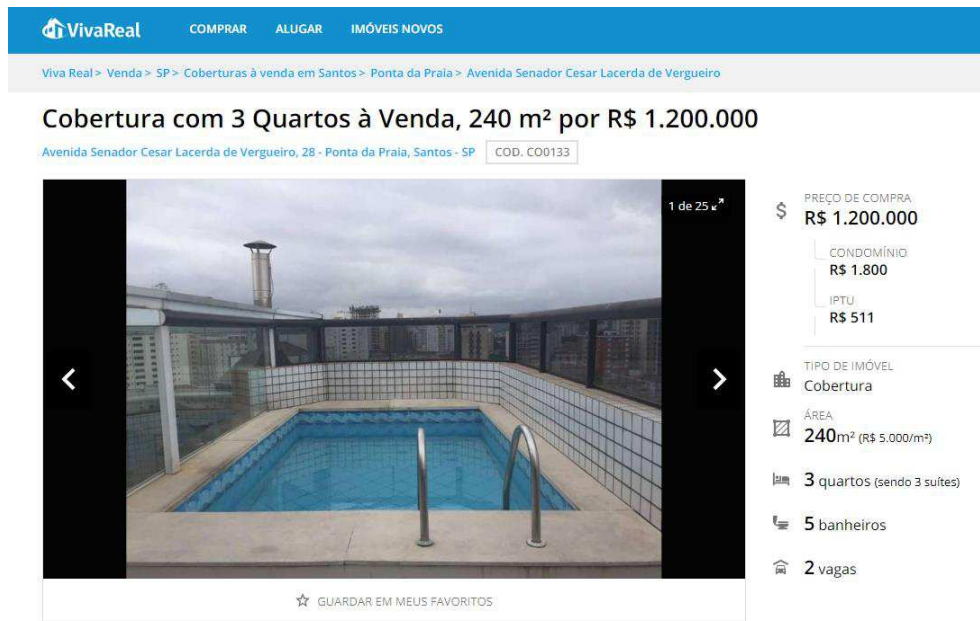 VivaReal COMPRAR ALUGAR IMÓVEIS NOVOS
Viva Real > Venda > SP > Coberturas à venda em Santos > Ponta da Praia > Avenida Senador Cesar Lacerda de Vergueiro
Cobertura com 3 Quartos à Venda, 240 m² por R$ 1.200.000
Avenida Senador Cesar Lacerda de Vergueiro, 28 - Ponta da Praia, Santos - SP COD. CO0133
1 de 25
PREÇO DE COMPRA
R$ 1.200.000
CONDOMÍNIO
R$ 1.800
IPTU
R$ 511
TIPO DE IMÓVEL
Cobertura
ÁREA
240m² (R$ 5.000/m²)
3 quartos (sendo 3 suítes)
5 banheiros
2 vagas
GUARDAR EM MEUS FAVORITOS